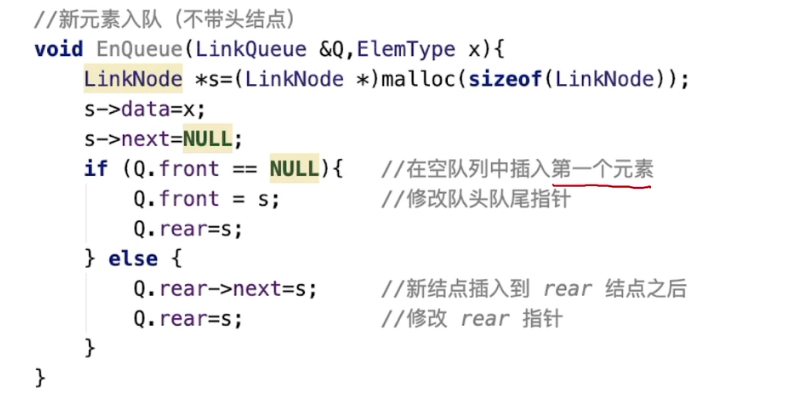 //新元素入队（不带头结点）
void EnQueue(LinkQueue &Q,ElemType x){
    LinkNode *s=(LinkNode *)malloc(sizeof(LinkNode));
    s->data=x;
    s->next=NULL;
    if (Q.front == NULL){   //在空队列中插入第一个元素
        Q.front = s;        //修改队头队尾指针
        Q.rear=s;
    } else {
        Q.rear->next=s;     //新结点插入到 rear 结点之后
        Q.rear=s;           //修改 rear 指针
    }
}